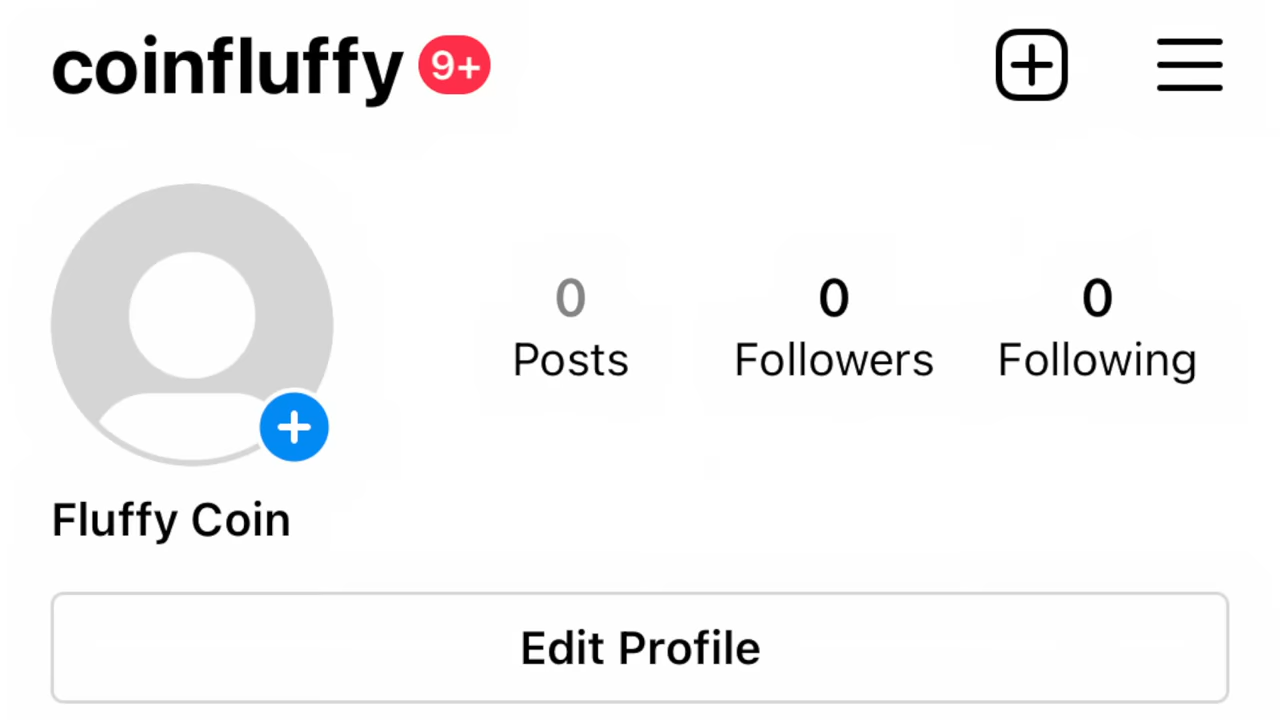 coinfluffy 9+
0 0 0
Posts Followers Following
Fluffy Coin
Edit Profile